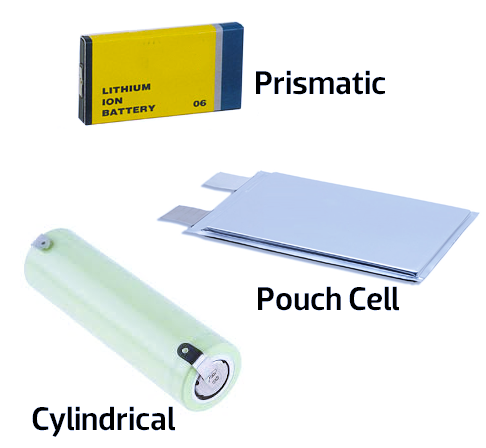 LITHIUM
ION
BATTERY 06
Prismatic
Pouch Cell
Cylindrical